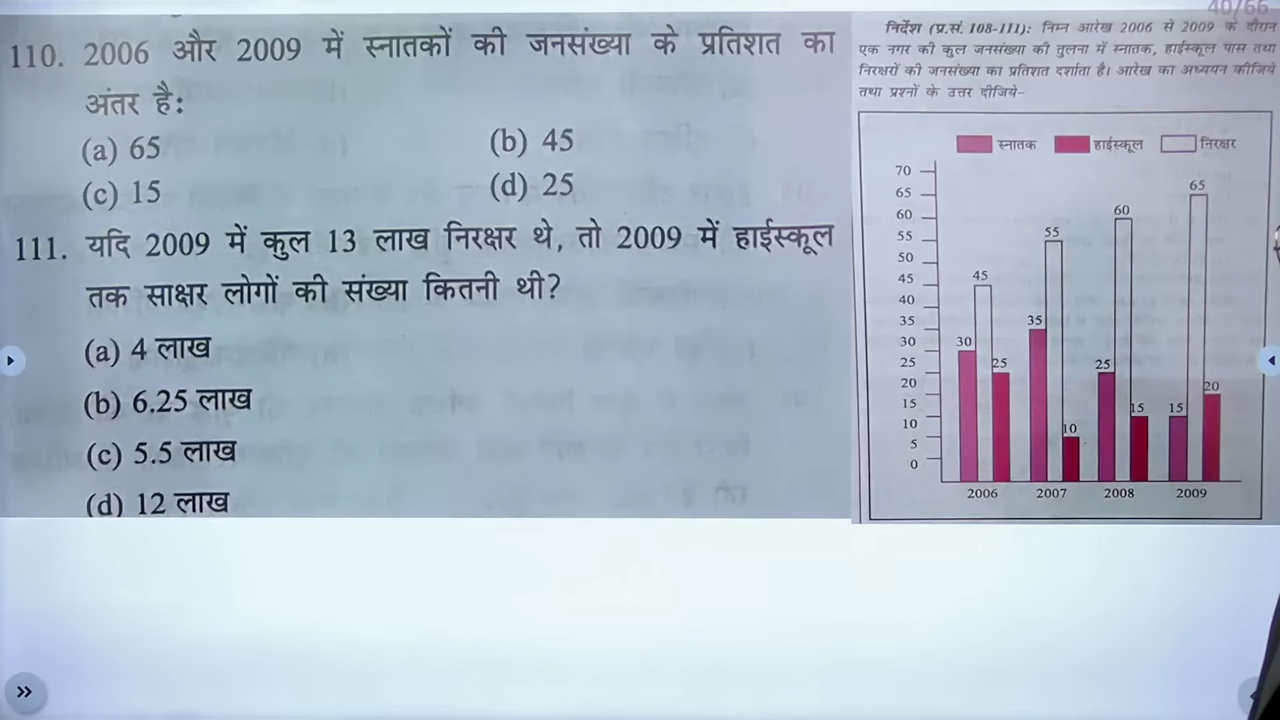 40/66
110. 2006 और 2009 में स्नातकों की जनसंख्या के प्रतिशत का
अंतर है:
(a) 65 (b) 45
(c) 15 (d) 25
111. यदि 2009 में कुल 13 लाख निरक्षर थे, तो 2009 में हाईस्कूल
तक साक्षर लोगों की संख्या कितनी थी?
(a) 4 लाख
(b) 6.25 लाख
(c) 5.5 लाख
(d) 12 लाख
निर्देश (प्र.सं. 108-111): निम्न आरेख 2006 से 2009 के दौरान
एक नगर की कुल जनसंख्या की तुलना में स्नातक, हाईस्कूल पास तथा
निरक्षरों की जनसंख्या का प्रतिशत दर्शाता है। आरेख का अध्ययन कीजिये
तथा प्रश्नों के उत्तर दीजिये–
स्नातक हाईस्कूल निरक्षर
70
65
60
55
50
45
40
35
30
25
20
15
10
5
0
30 45 25
35 55 10
25 60 15
15 65 20
2006 2007 2008 2009